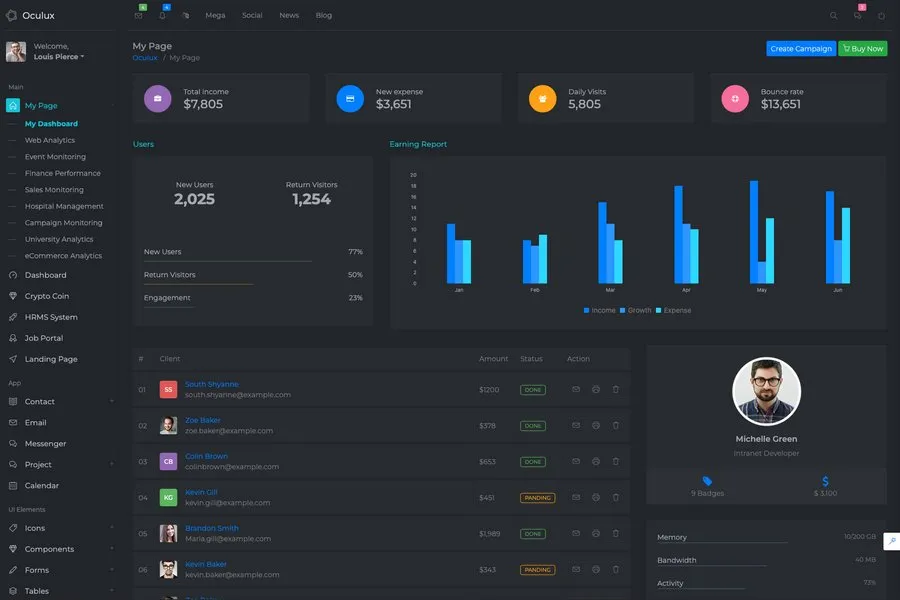 Oculux
4
4
Mega
Social
News
Blog
Welcome,
Louis Pierce
My Page
Oculux / My Page
Create Campaign
Buy Now
Main
My Page
My Dashboard
Web Analytics
Event Monitoring
Finance Performance
Sales Monitoring
Hospital Management
Campaign Monitoring
University Analytics
eCommerce Analytics
Dashboard
Crypto Coin
HRMS System
Job Portal
Landing Page
App
Contact
Email
Messenger
Project
Calendar
UI Elements
Icons
Components
Forms
Tables
Total Income
$7,805
New expense
$3,651
Daily Visits
5,805
Bounce rate
$13,651
Users
New Users
2,025
Return Visitors
1,254
New Users 77%
Return Visitors 50%
Engagement 23%
Earning Report
20
18
16
14
12
10
8
6
4
2
0
Jan Feb Mar Apr May Jun
Income Growth Expense
# Client Amount Status Action
01 SS South Shyanne $1200 DONE
south.shyanne@example.com
02 Zoe Baker $378 DONE
zoe.baker@example.com
03 CB Colin Brown $653 DONE
colinbrown@example.com
04 KG Kevin Gill $451 PANDING
kevin.gill@example.com
05 Brandon Smith $1,989 DONE
Maria.gill@example.com
06 Kevin Baker $343 PANDING
kevin.baker@example.com
Michelle Green
Intranet Developer
9 Badges
$ 3,100
Memory 10/200 GB
Bandwidth 40 MB
Activity 73%